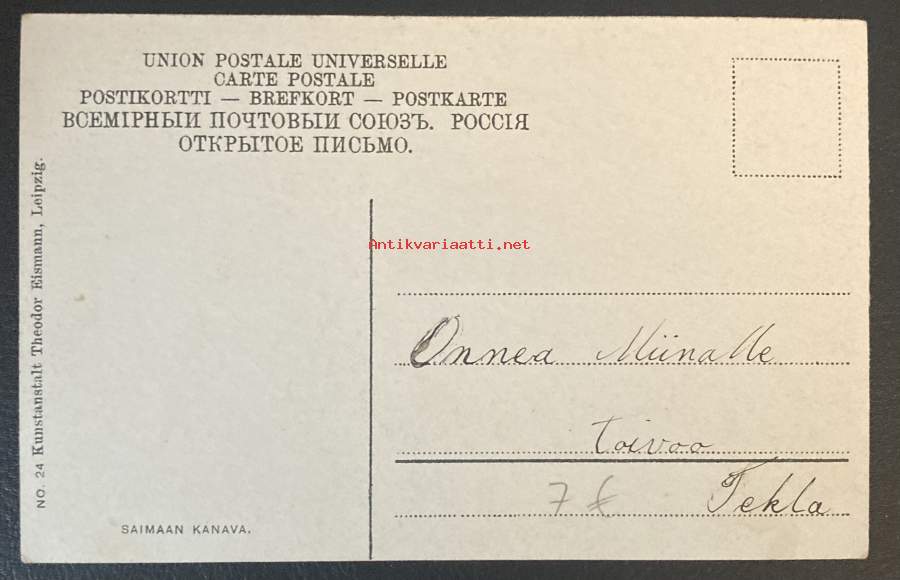 UNION POSTALE UNIVERSELLE
CARTE POSTALE
POSTIKORTTI — BREFKORT — POSTKARTE
ВСЕМІРНЫИ ПОЧТОВЫИ СОЮЗЪ. РОССІЯ
ОТКРЫТОЕ ПИСЬМО.
NO. 24 Kunstanstalt Theodor Eismann, Leipzig.
Antikvariaatti.net
Onnea Miinalle
toivoo
7 €
Tekla
SAIMAAN KANAVA.